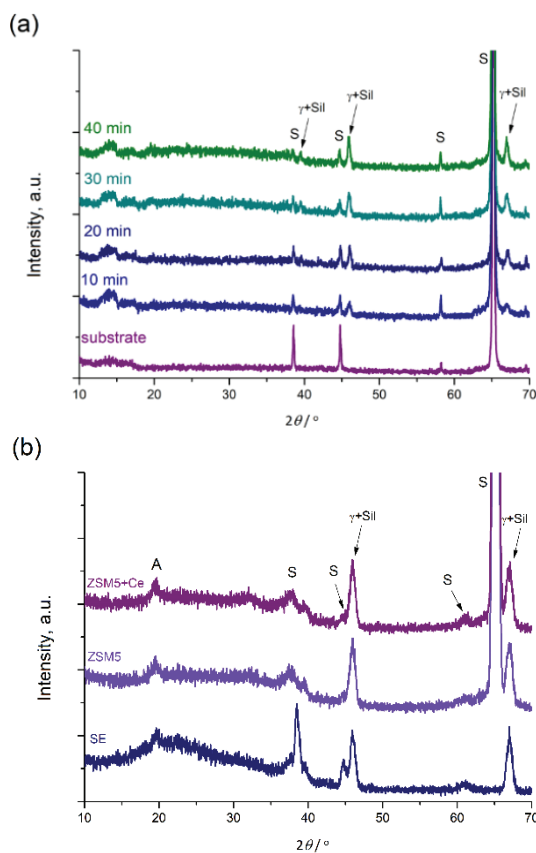 (a)
S
γ+Sil
γ+Sil
γ+Sil
S
S
S
40 min
30 min
20 min
10 min
substrate
Intensity, a.u.
10 20 30 40 50 60 70
2θ/ °
(b)
S
γ+Sil
γ+Sil
A
S
S
S
ZSM5+Ce
ZSM5
SE
Intensity, a.u.
10 20 30 40 50 60 70
2θ/ °